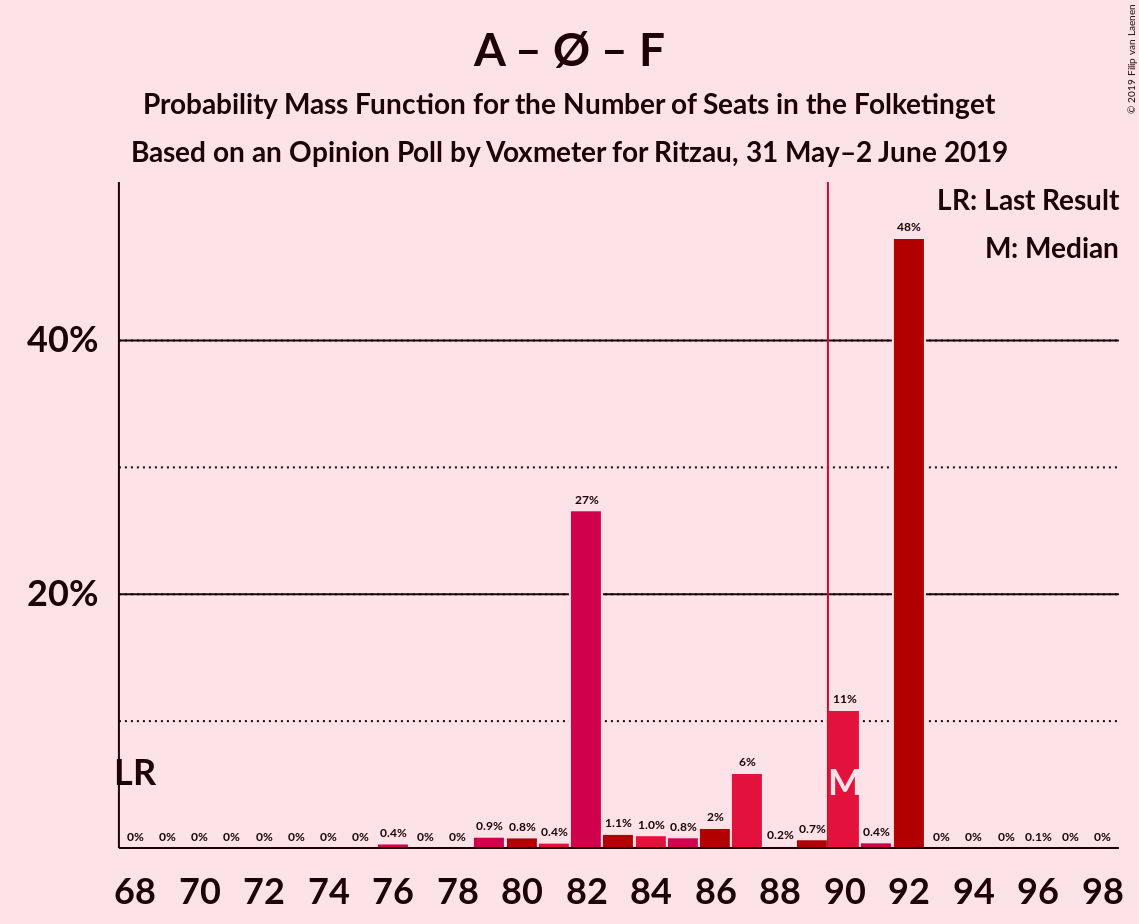 A – Ø – F
Probability Mass Function for the Number of Seats in the Folketinget
Based on an Opinion Poll by Voxmeter for Ritzau, 31 May–2 June 2019
© 2019 Filip van Laenen
LR: Last Result
M: Median
40%
20%
LR
M
0% 0% 0% 0% 0% 0% 0% 0% 0.4% 0% 0% 0.9% 0.8% 0.4% 27% 1.1% 1.0% 0.8% 2% 6% 0.2% 0.7% 11% 0.4% 48% 0% 0% 0% 0.1% 0% 0%
68 70 72 74 76 78 80 82 84 86 88 90 92 94 96 98